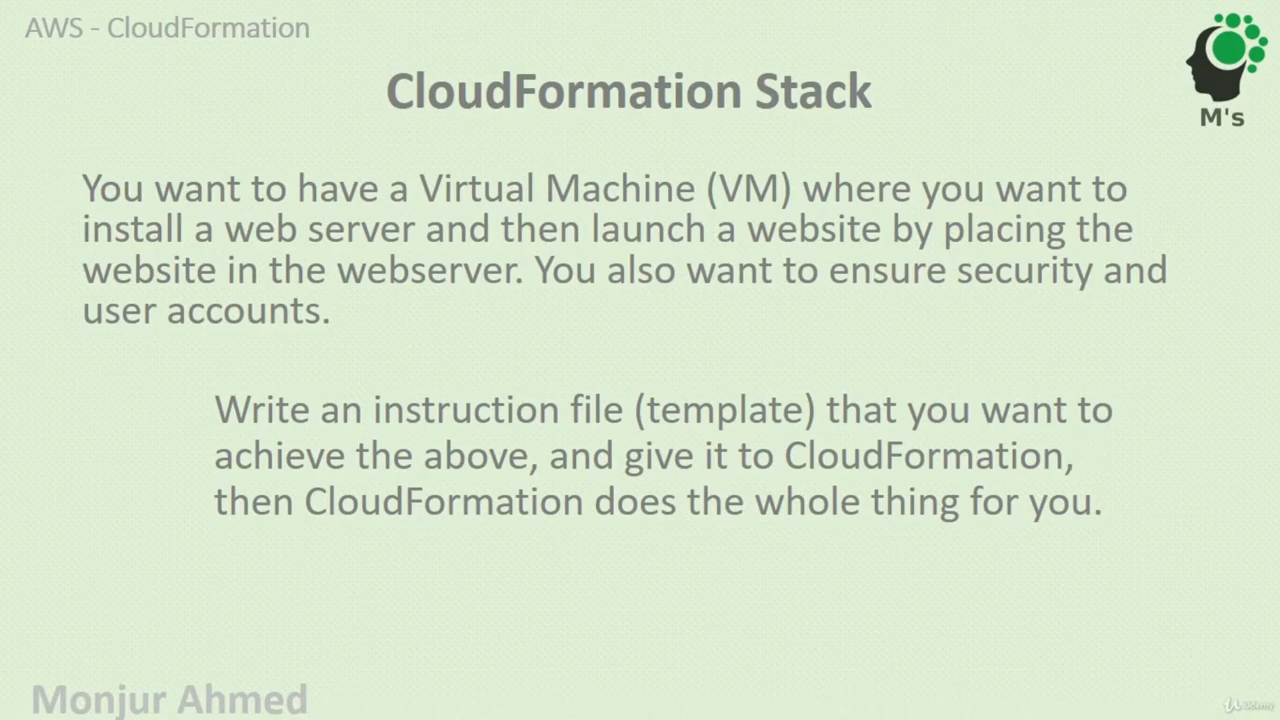 AWS - CloudFormation
CloudFormation Stack
M's
You want to have a Virtual Machine (VM) where you want to
install a web server and then launch a website by placing the
website in the webserver. You also want to ensure security and
user accounts.
Write an instruction file (template) that you want to
achieve the above, and give it to CloudFormation,
then CloudFormation does the whole thing for you.
Monjur Ahmed
Udemy